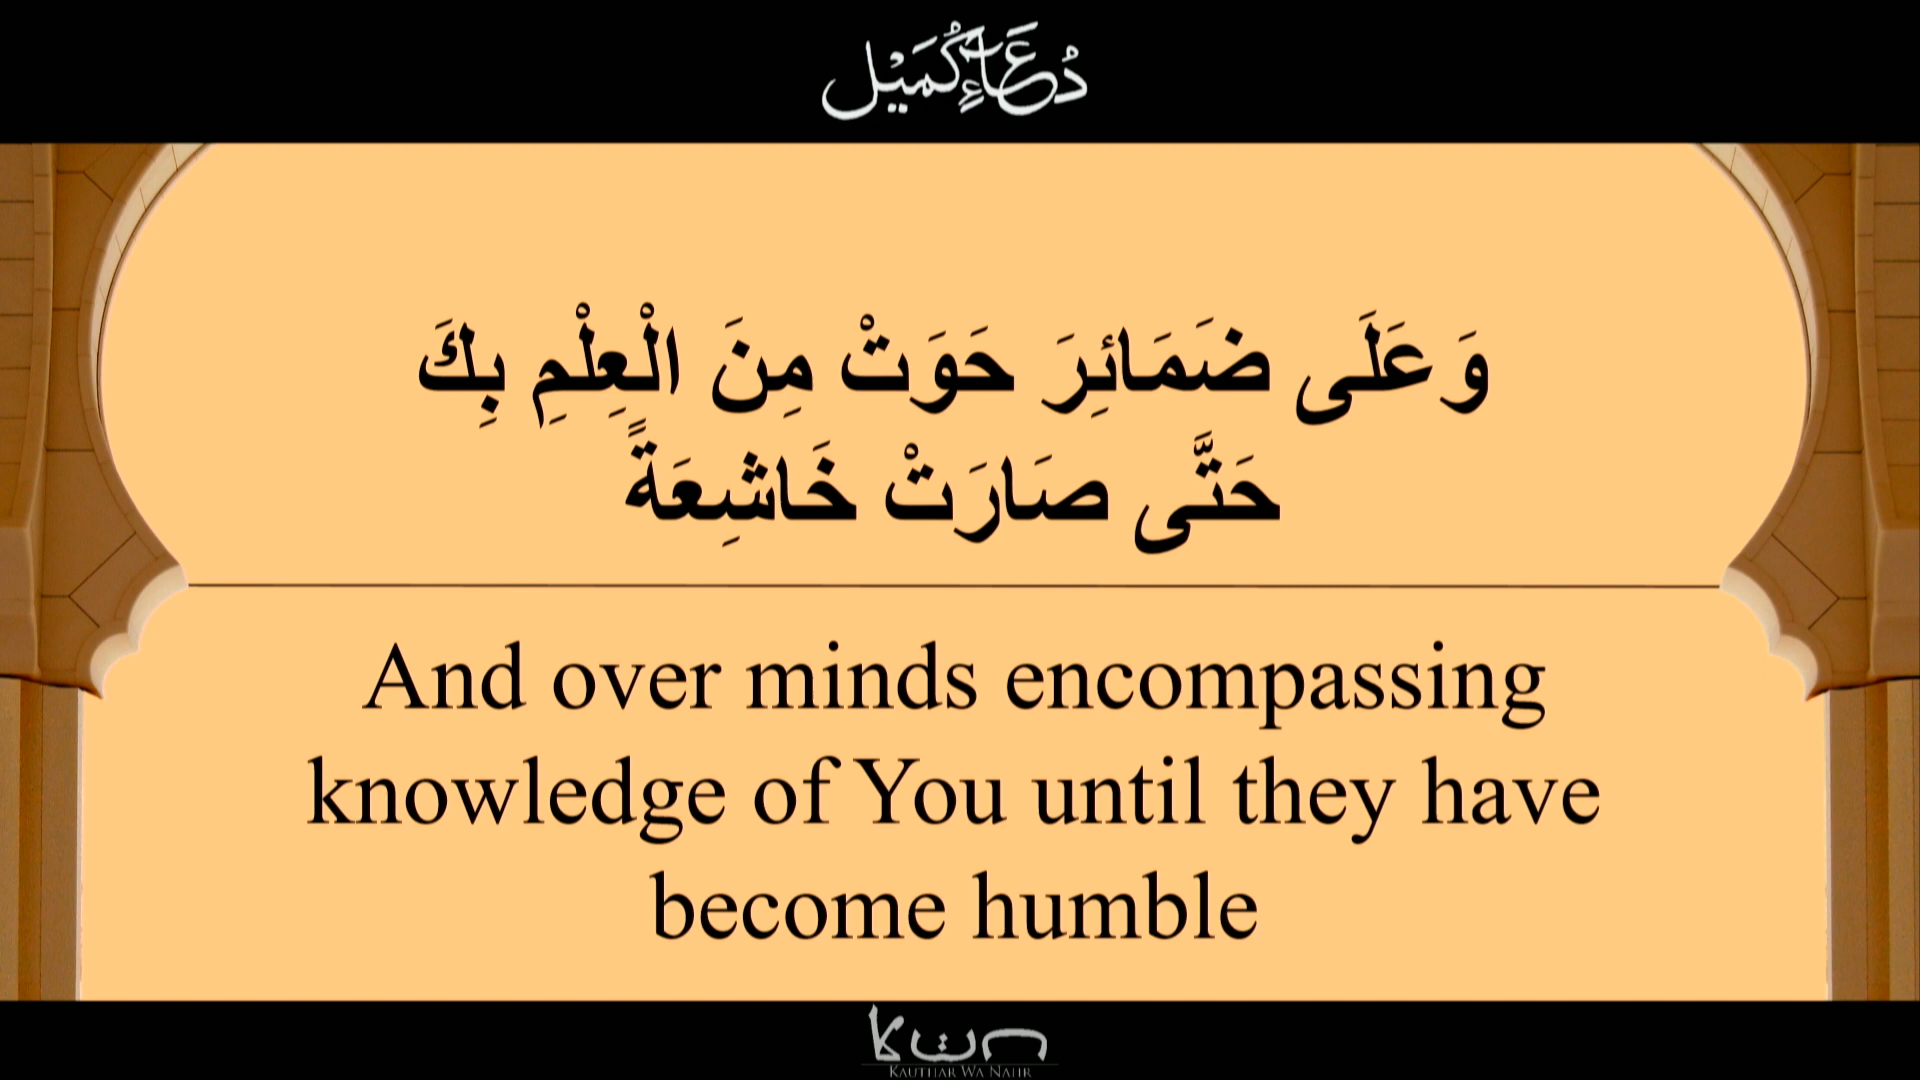 دُعَاءِ كُمَيْل
وَعَلَى ضَمَائِرَ حَوَتْ مِنَ الْعِلْمِ بِكَ
حَتَّى صَارَتْ خَاشِعَةً
And over minds encompassing
knowledge of You until they have
become humble
kwn
KAUTHAR WA NAHR